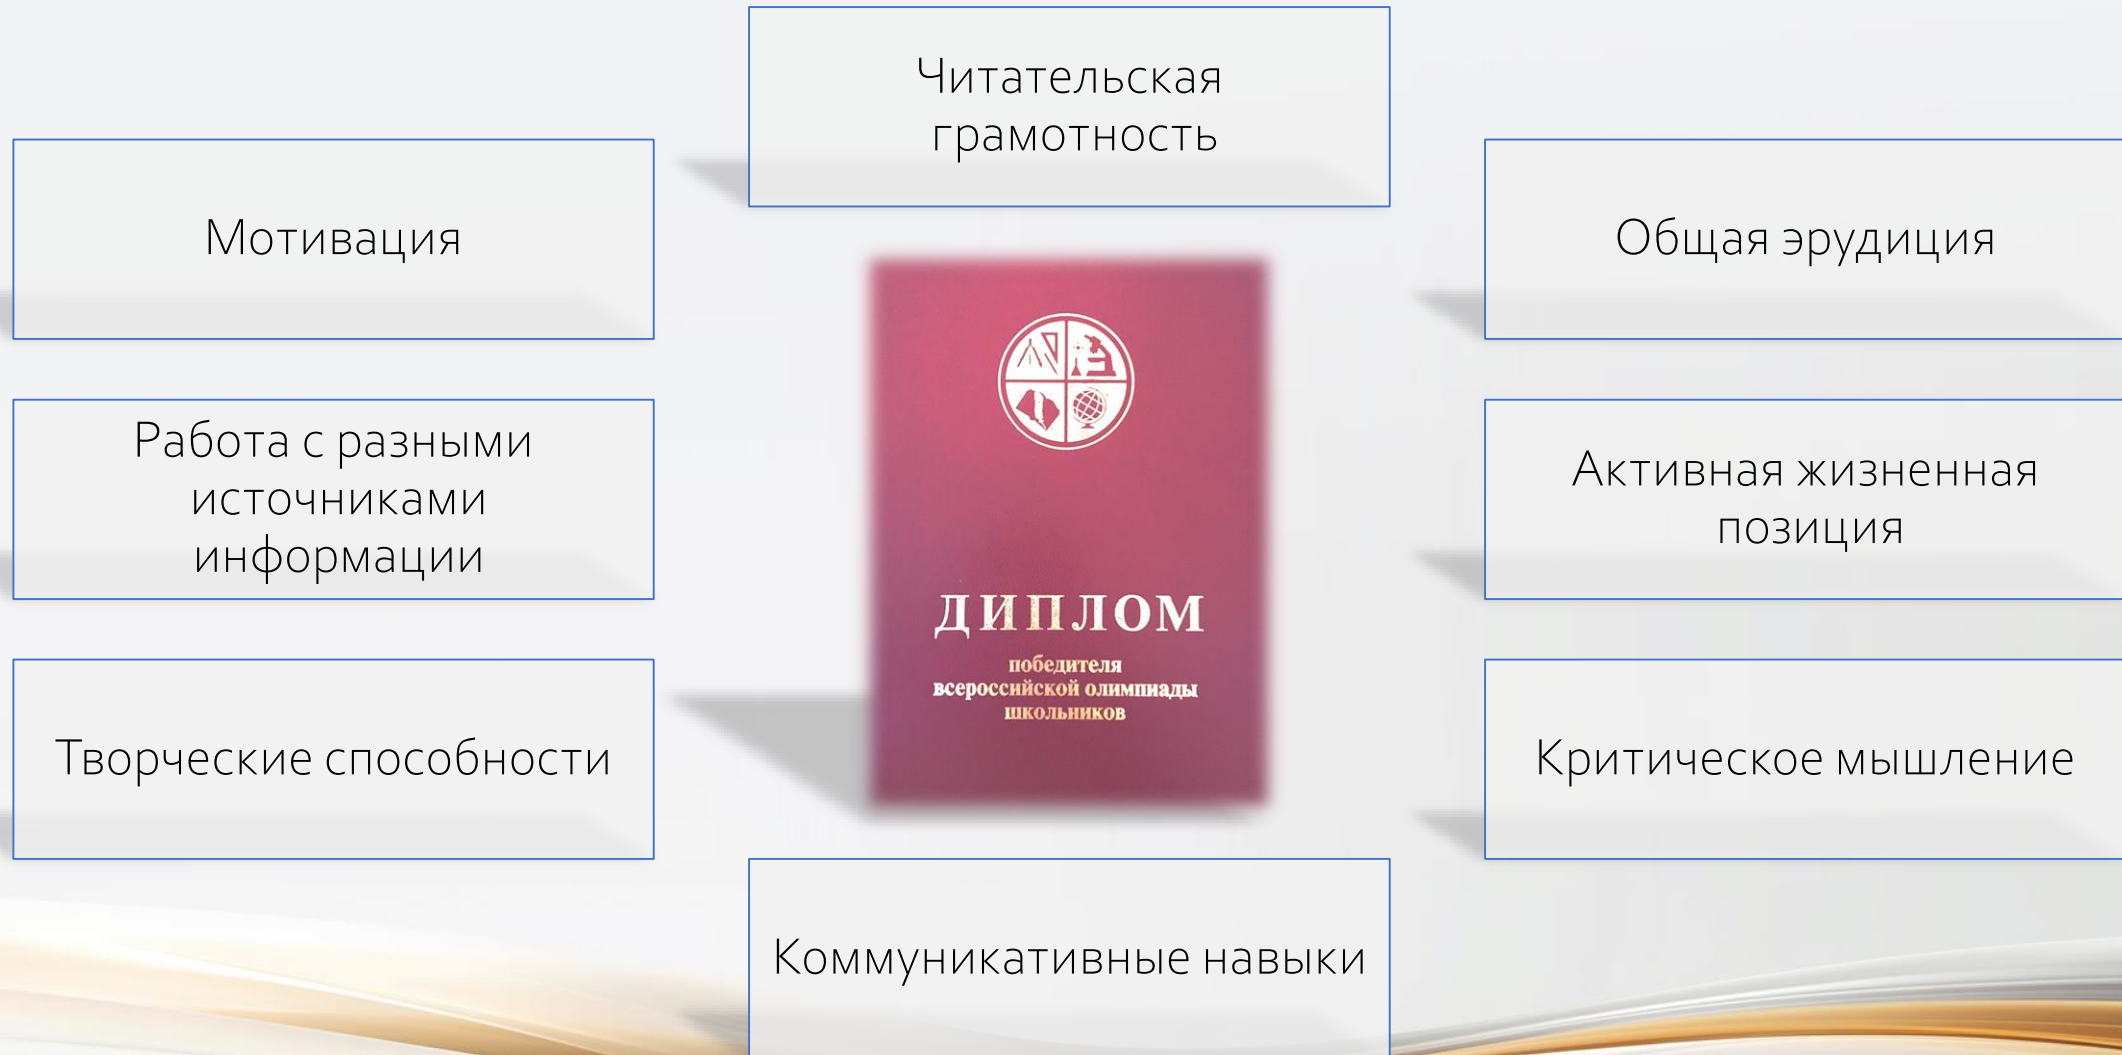 Читательская
грамотность
Мотивация
Общая эрудиция
Работа с разными
источниками
информации
Активная жизненная
позиция
ДИПЛОМ
победителя
всероссийской олимпиады
школьников
Творческие способности
Критическое мышление
Коммуникативные навыки